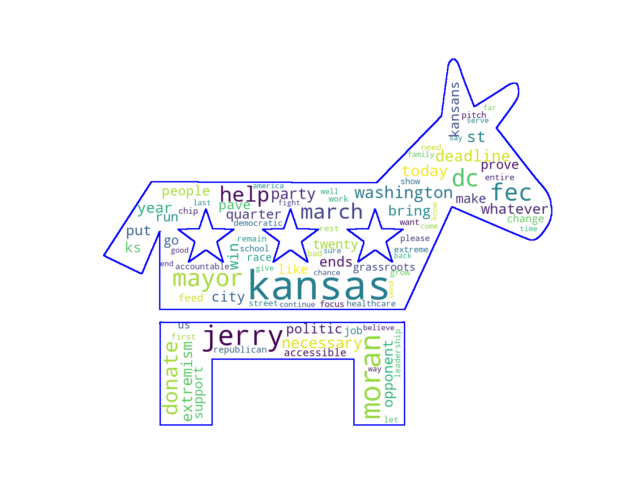 kansans
far
pitch
serve
say
st
need
family
deadline
prove
today
dc
entire
show
fec
people
america
help
party
well
work
washington
make
whatever
year
last
pave
fight
march
bring
know
change
run
chip
quarter
democratic
come
time
put
rest
go
remain
twenty
please
ks
good
win
school
bad
sure
extreme
race
ends
back
end
accountable
give
like
chance
grassroots
grow
mayor
kansas
feed
city
street
continue
focus
healthcare
us
first
jerry
politic
job
believe
necessary
republican
accessible
donate
extremism
support
moran
way
opponent
leadership
let
want